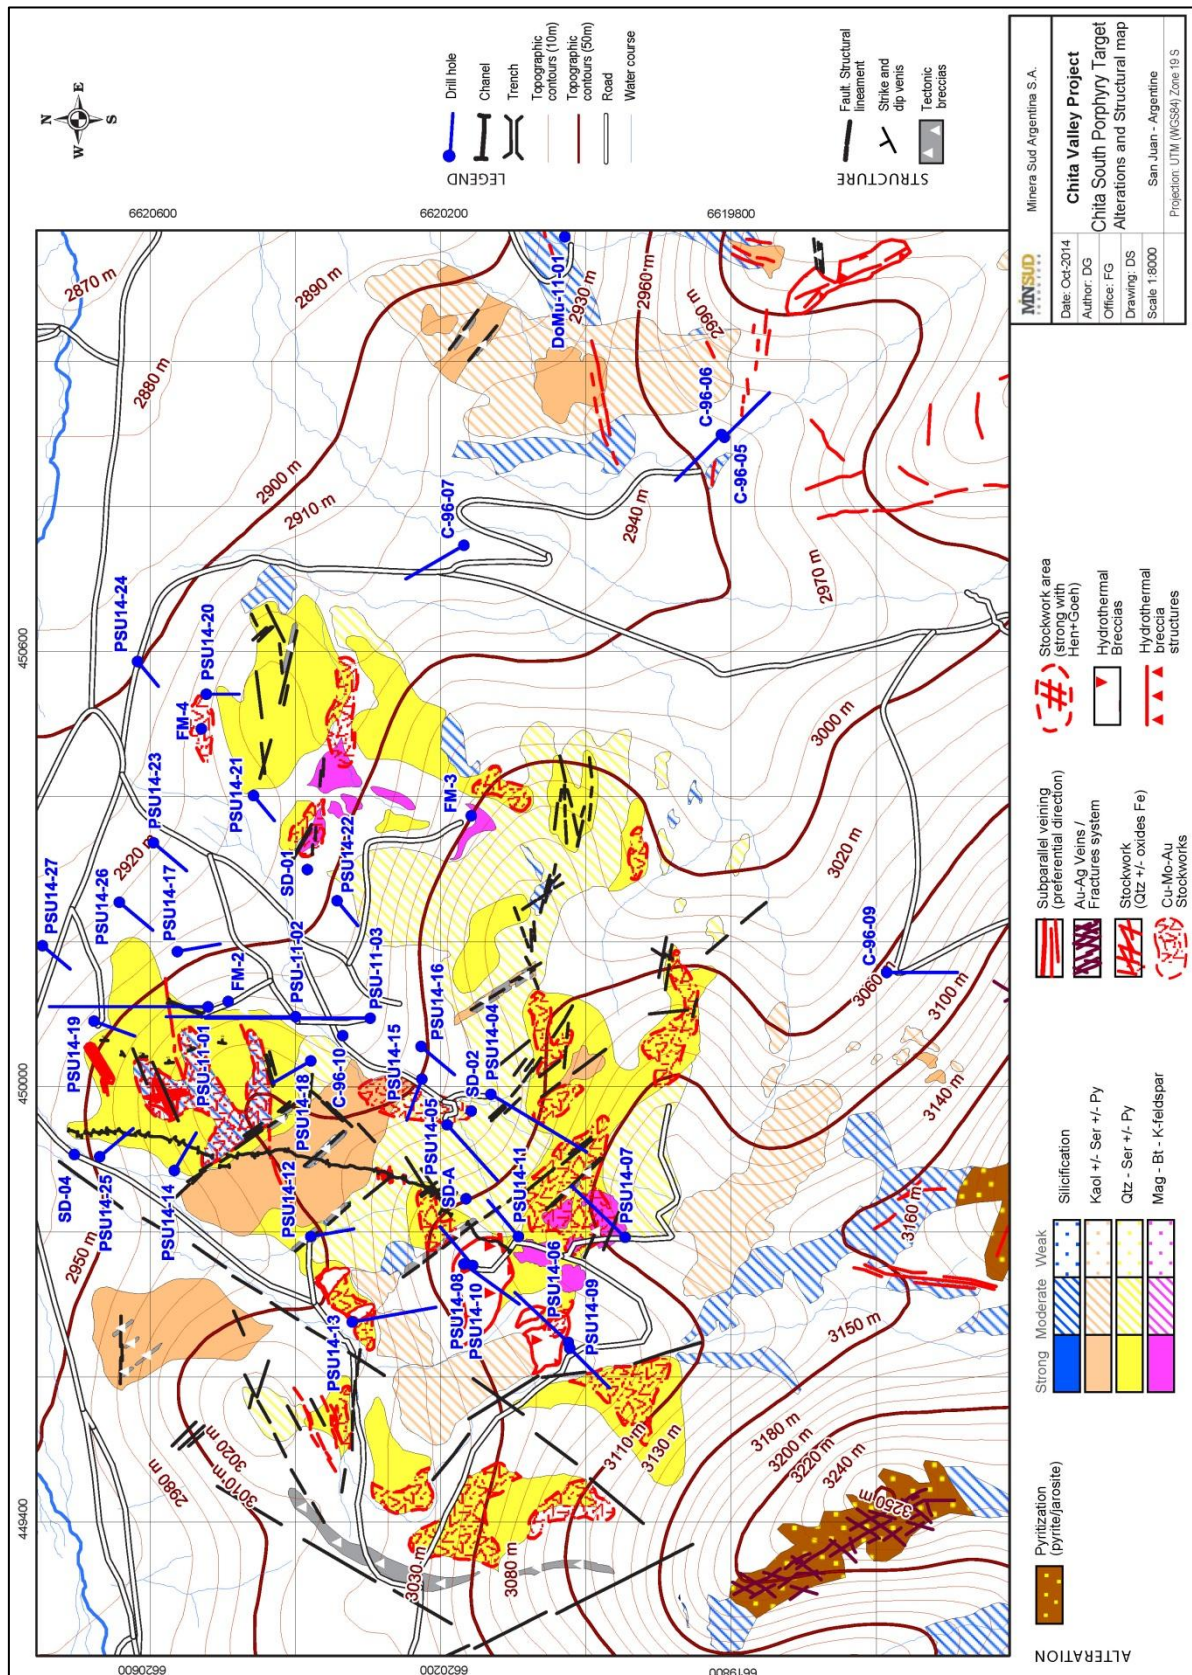 N
W
E
S
LEGEND
Drill hole
Chanel
Trench
Topographic
contours (10m)
Topographic
contours (50m)
Road
Water course
STRUCTURE
Fault. Structural
lineament
Strike and
dip venis
Tectonic
breccias
MINSUD
Minera Sud Argentina S.A.
Date: Oct-2014
Author: DG
Office: FG
Drawing: DS
Scale 1:8000
Chita Valley Project
Chita South Porphyry Target
Alterations and Structural map
San Juan - Argentine
Projection: UTM (WGS84) Zone 19 S
6620600
6620200
6619800
450600
450000
449400
6620600
6620200
6619800
2870 m
2880 m
2890 m
2900 m
2910 m
2920 m
2930 m
2940 m
2950 m
2960 m
2970 m
2980 m
2990 m
3000 m
3010 m
3020 m
3020 m
3030 m
3060 m
3080 m
3100 m
3110 m
3130 m
3140 m
3150 m
3160 m
3180 m
3200 m
3220 m
3240 m
3250 m
DoMu-11-01
C-96-06
C-96-05
C-96-07
PSU14-24
PSU14-20
FM-4
PSU14-23
PSU14-21
FM-3
SD-01
PSU14-22
PSU14-27
PSU14-26
PSU14-17
FM-2
PSU-11-02
PSU-11-03
C-96-09
PSU14-19
PSU-11-01
PSU14-18
C-96-10
PSU14-15
PSU14-16
PSU14-04
SD-02
PSU14-05
SD-04
PSU14-25
PSU14-14
PSU14-12
SD-A
PSU14-11
PSU14-07
PSU14-13
PSU14-08
PSU14-10
PSU14-06
PSU14-09
ALTERATION
Pyritization
(pyrite/jarosite)
Strong
Moderate
Weak
Silicification
Kaol +/- Ser +/- Py
Qtz - Ser +/- Py
Mag - Bt - K-feldspar
Subparallel veining
(preferential direction)
Au-Ag Veins /
Fractures system
Stockwork
(Qtz +/- oxides Fe)
Cu-Mo-Au
Stockworks
Stockwork area
(strong with
Hen+Goeh)
Hydrothermal
Breccias
Hydrothermal
breccia
structures